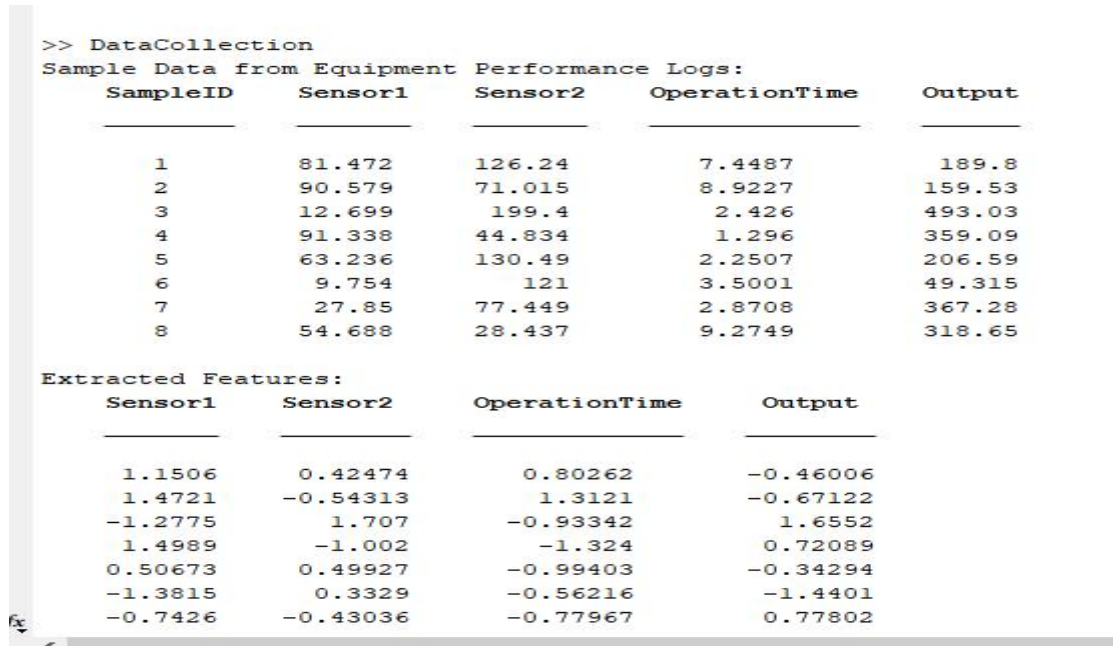 >> DataCollection
Sample Data from Equipment Performance Logs:
SampleID Sensor1 Sensor2 OperationTime Output
1 81.472 126.24 7.4487 189.8
2 90.579 71.015 8.9227 159.53
3 12.699 199.4 2.426 493.03
4 91.338 44.834 1.296 359.09
5 63.236 130.49 2.2507 206.59
6 9.754 121 3.5001 49.315
7 27.85 77.449 2.8708 367.28
8 54.688 28.437 9.2749 318.65
Extracted Features:
Sensor1 Sensor2 OperationTime Output
1.1506 0.42474 0.80262 -0.46006
1.4721 -0.54313 1.3121 -0.67122
-1.2775 1.707 -0.93342 1.6552
1.4989 -1.002 -1.324 0.72089
0.50673 0.49927 -0.99403 -0.34294
-1.3815 0.3329 -0.56216 -1.4401
fx -0.7426 -0.43036 -0.77967 0.77802